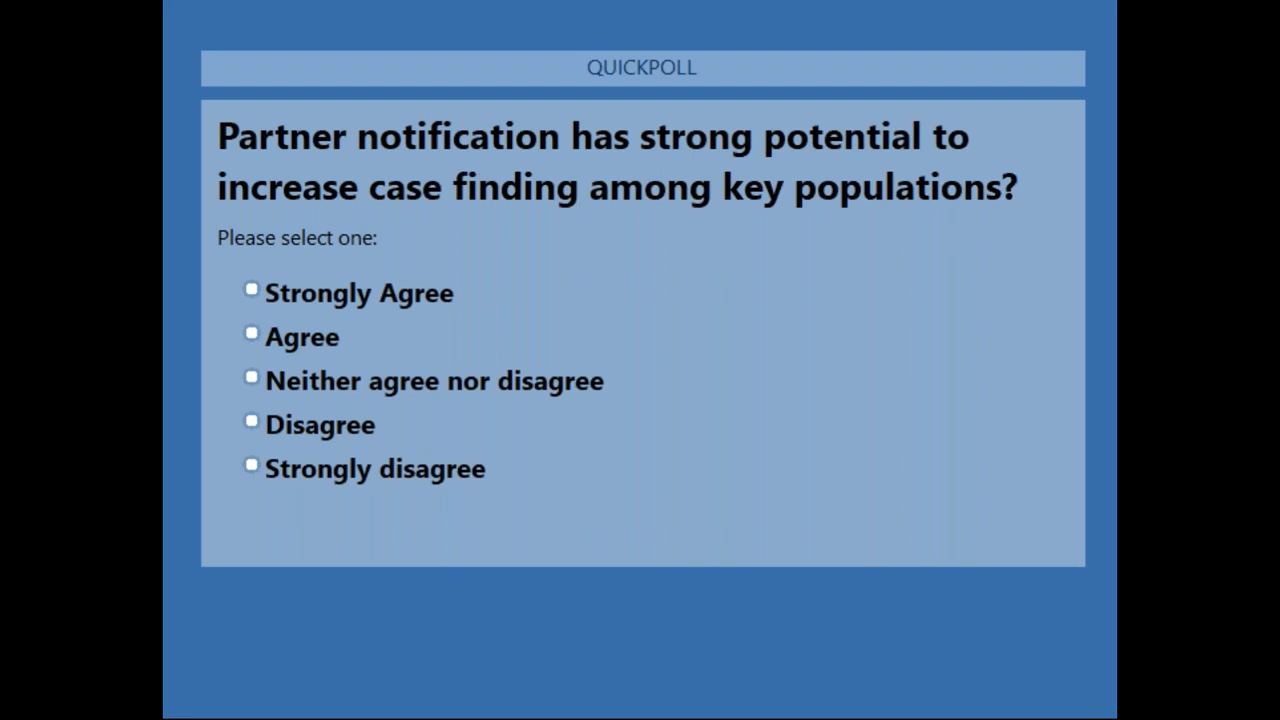 QUICKPOLL
Partner notification has strong potential to
increase case finding among key populations?
Please select one:
Strongly Agree
Agree
Neither agree nor disagree
Disagree
Strongly disagree